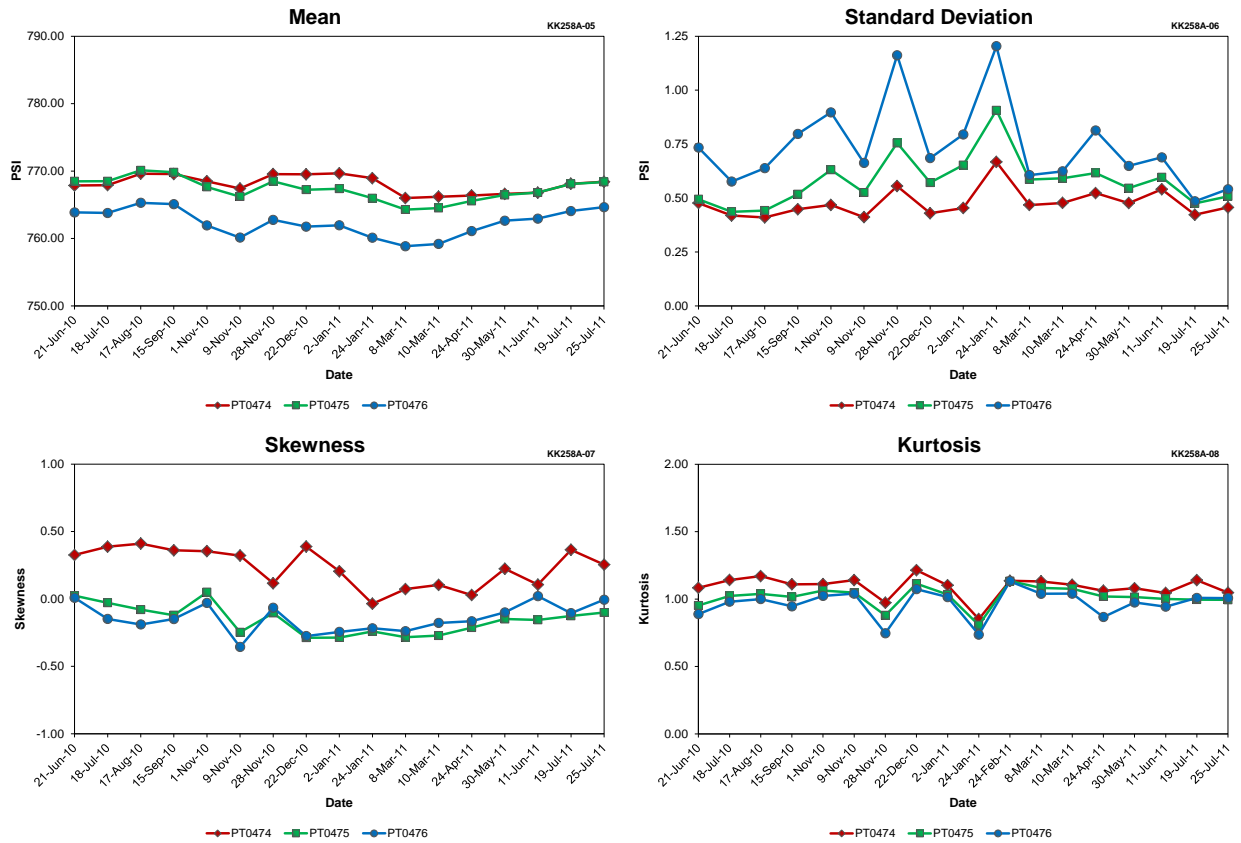 Mean
KK258A-05
790.00
780.00
770.00
760.00
750.00
PSI
21-Jun-10
18-Jul-10
17-Aug-10
15-Sep-10
1-Nov-10
9-Nov-10
28-Nov-10
22-Dec-10
2-Jan-11
24-Jan-11
8-Mar-11
10-Mar-11
24-Apr-11
30-May-11
11-Jun-11
19-Jul-11
25-Jul-11
Date
PT0474 PT0475 PT0476
Standard Deviation
KK258A-06
1.25
1.00
0.75
0.50
0.25
0.00
PSI
21-Jun-10
18-Jul-10
17-Aug-10
15-Sep-10
1-Nov-10
9-Nov-10
28-Nov-10
22-Dec-10
2-Jan-11
24-Jan-11
8-Mar-11
10-Mar-11
24-Apr-11
30-May-11
11-Jun-11
19-Jul-11
25-Jul-11
Date
PT0474 PT0475 PT0476
Skewness
KK258A-07
1.00
0.50
0.00
-0.50
-1.00
Skewness
21-Jun-10
18-Jul-10
17-Aug-10
15-Sep-10
1-Nov-10
9-Nov-10
28-Nov-10
22-Dec-10
2-Jan-11
24-Jan-11
8-Mar-11
10-Mar-11
24-Apr-11
30-May-11
11-Jun-11
19-Jul-11
25-Jul-11
Date
PT0474 PT0475 PT0476
Kurtosis
KK258A-08
2.00
1.50
1.00
0.50
0.00
Kurtosis
21-Jun-10
18-Jul-10
17-Aug-10
15-Sep-10
1-Nov-10
9-Nov-10
28-Nov-10
22-Dec-10
2-Jan-11
24-Jan-11
24-Feb-11
8-Mar-11
10-Mar-11
24-Apr-11
30-May-11
11-Jun-11
19-Jul-11
25-Jul-11
Date
PT0474 PT0475 PT0476